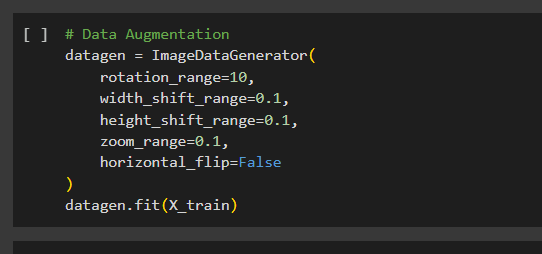 [ ] # Data Augmentation
datagen = ImageDataGenerator(
    rotation_range=10,
    width_shift_range=0.1,
    height_shift_range=0.1,
    zoom_range=0.1,
    horizontal_flip=False
)
datagen.fit(X_train)